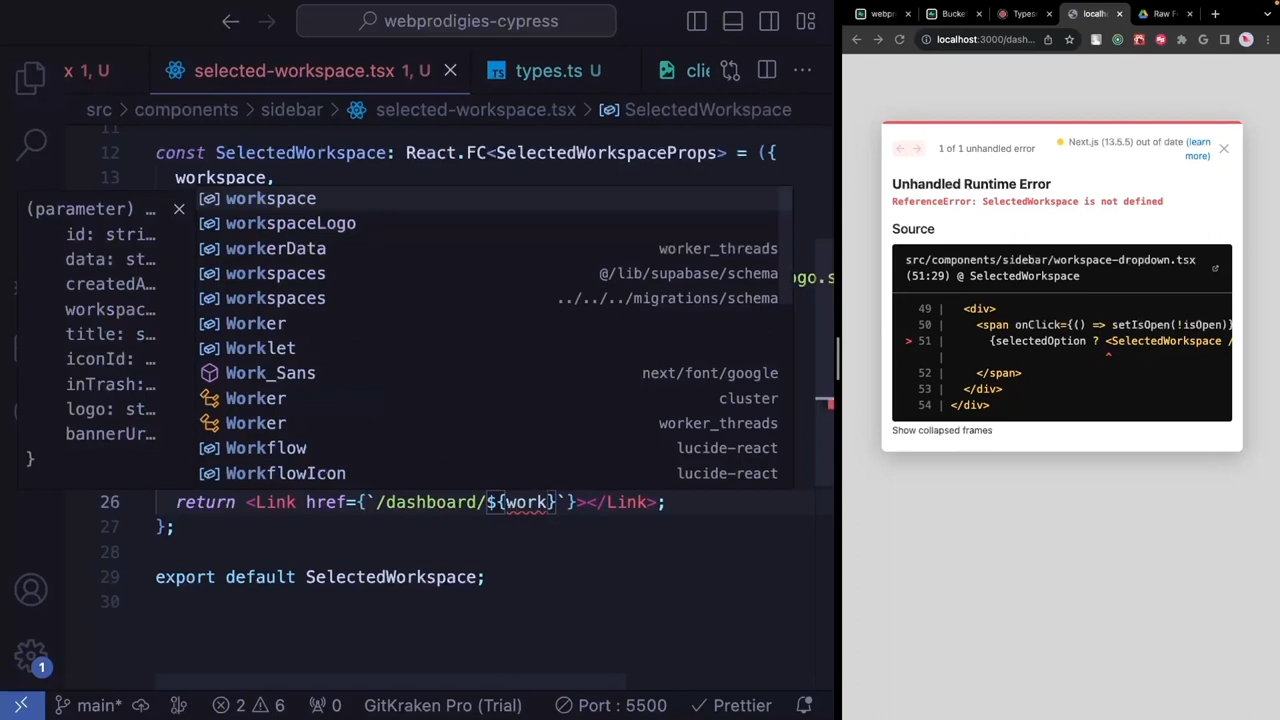 webprodigies-cypress
x 1, U
selected-workspace.tsx 1, U
types.ts U
clie
src > components > sidebar > selected-workspace.tsx > SelectedWorkspace
11
12 const SelectedWorkspace: React.FC<SelectedWorkspaceProps> = ({
13 workspace,
(parameter) …
id: stri…
data: st…
createdA…
workspac…
title: s…
iconId: …
inTrash:…
logo: st…
bannerUr…
}
workspace
workspaceLogo
workerData worker_threads
workspaces @/lib/supabase/schema
workspaces ../../../migrations/schema
Worker
Worklet
Work_Sans next/font/google
Worker cluster
Worker worker_threads
Workflow lucide-react
WorkflowIcon lucide-react
ogo.s
26 return <Link href={`/dashboard/${work}`}></Link>;
27 };
28
29 export default SelectedWorkspace;
30
1
main* 2 6 0 GitKraken Pro (Trial) Port : 5500 Prettier
webpr
Bucket
Types
localh
Raw F
localhost:3000/dash…
1 of 1 unhandled error
Next.js (13.5.5) out of date (learn
more)
Unhandled Runtime Error
ReferenceError: SelectedWorkspace is not defined
Source
src/components/sidebar/workspace-dropdown.tsx
(51:29) @ SelectedWorkspace
49 | <div>
50 | <span onClick={() => setIsOpen(!isOpen)}
> 51 | {selectedOption ? <SelectedWorkspace /
| ^
52 | </span>
53 | </div>
54 | </div>
Show collapsed frames